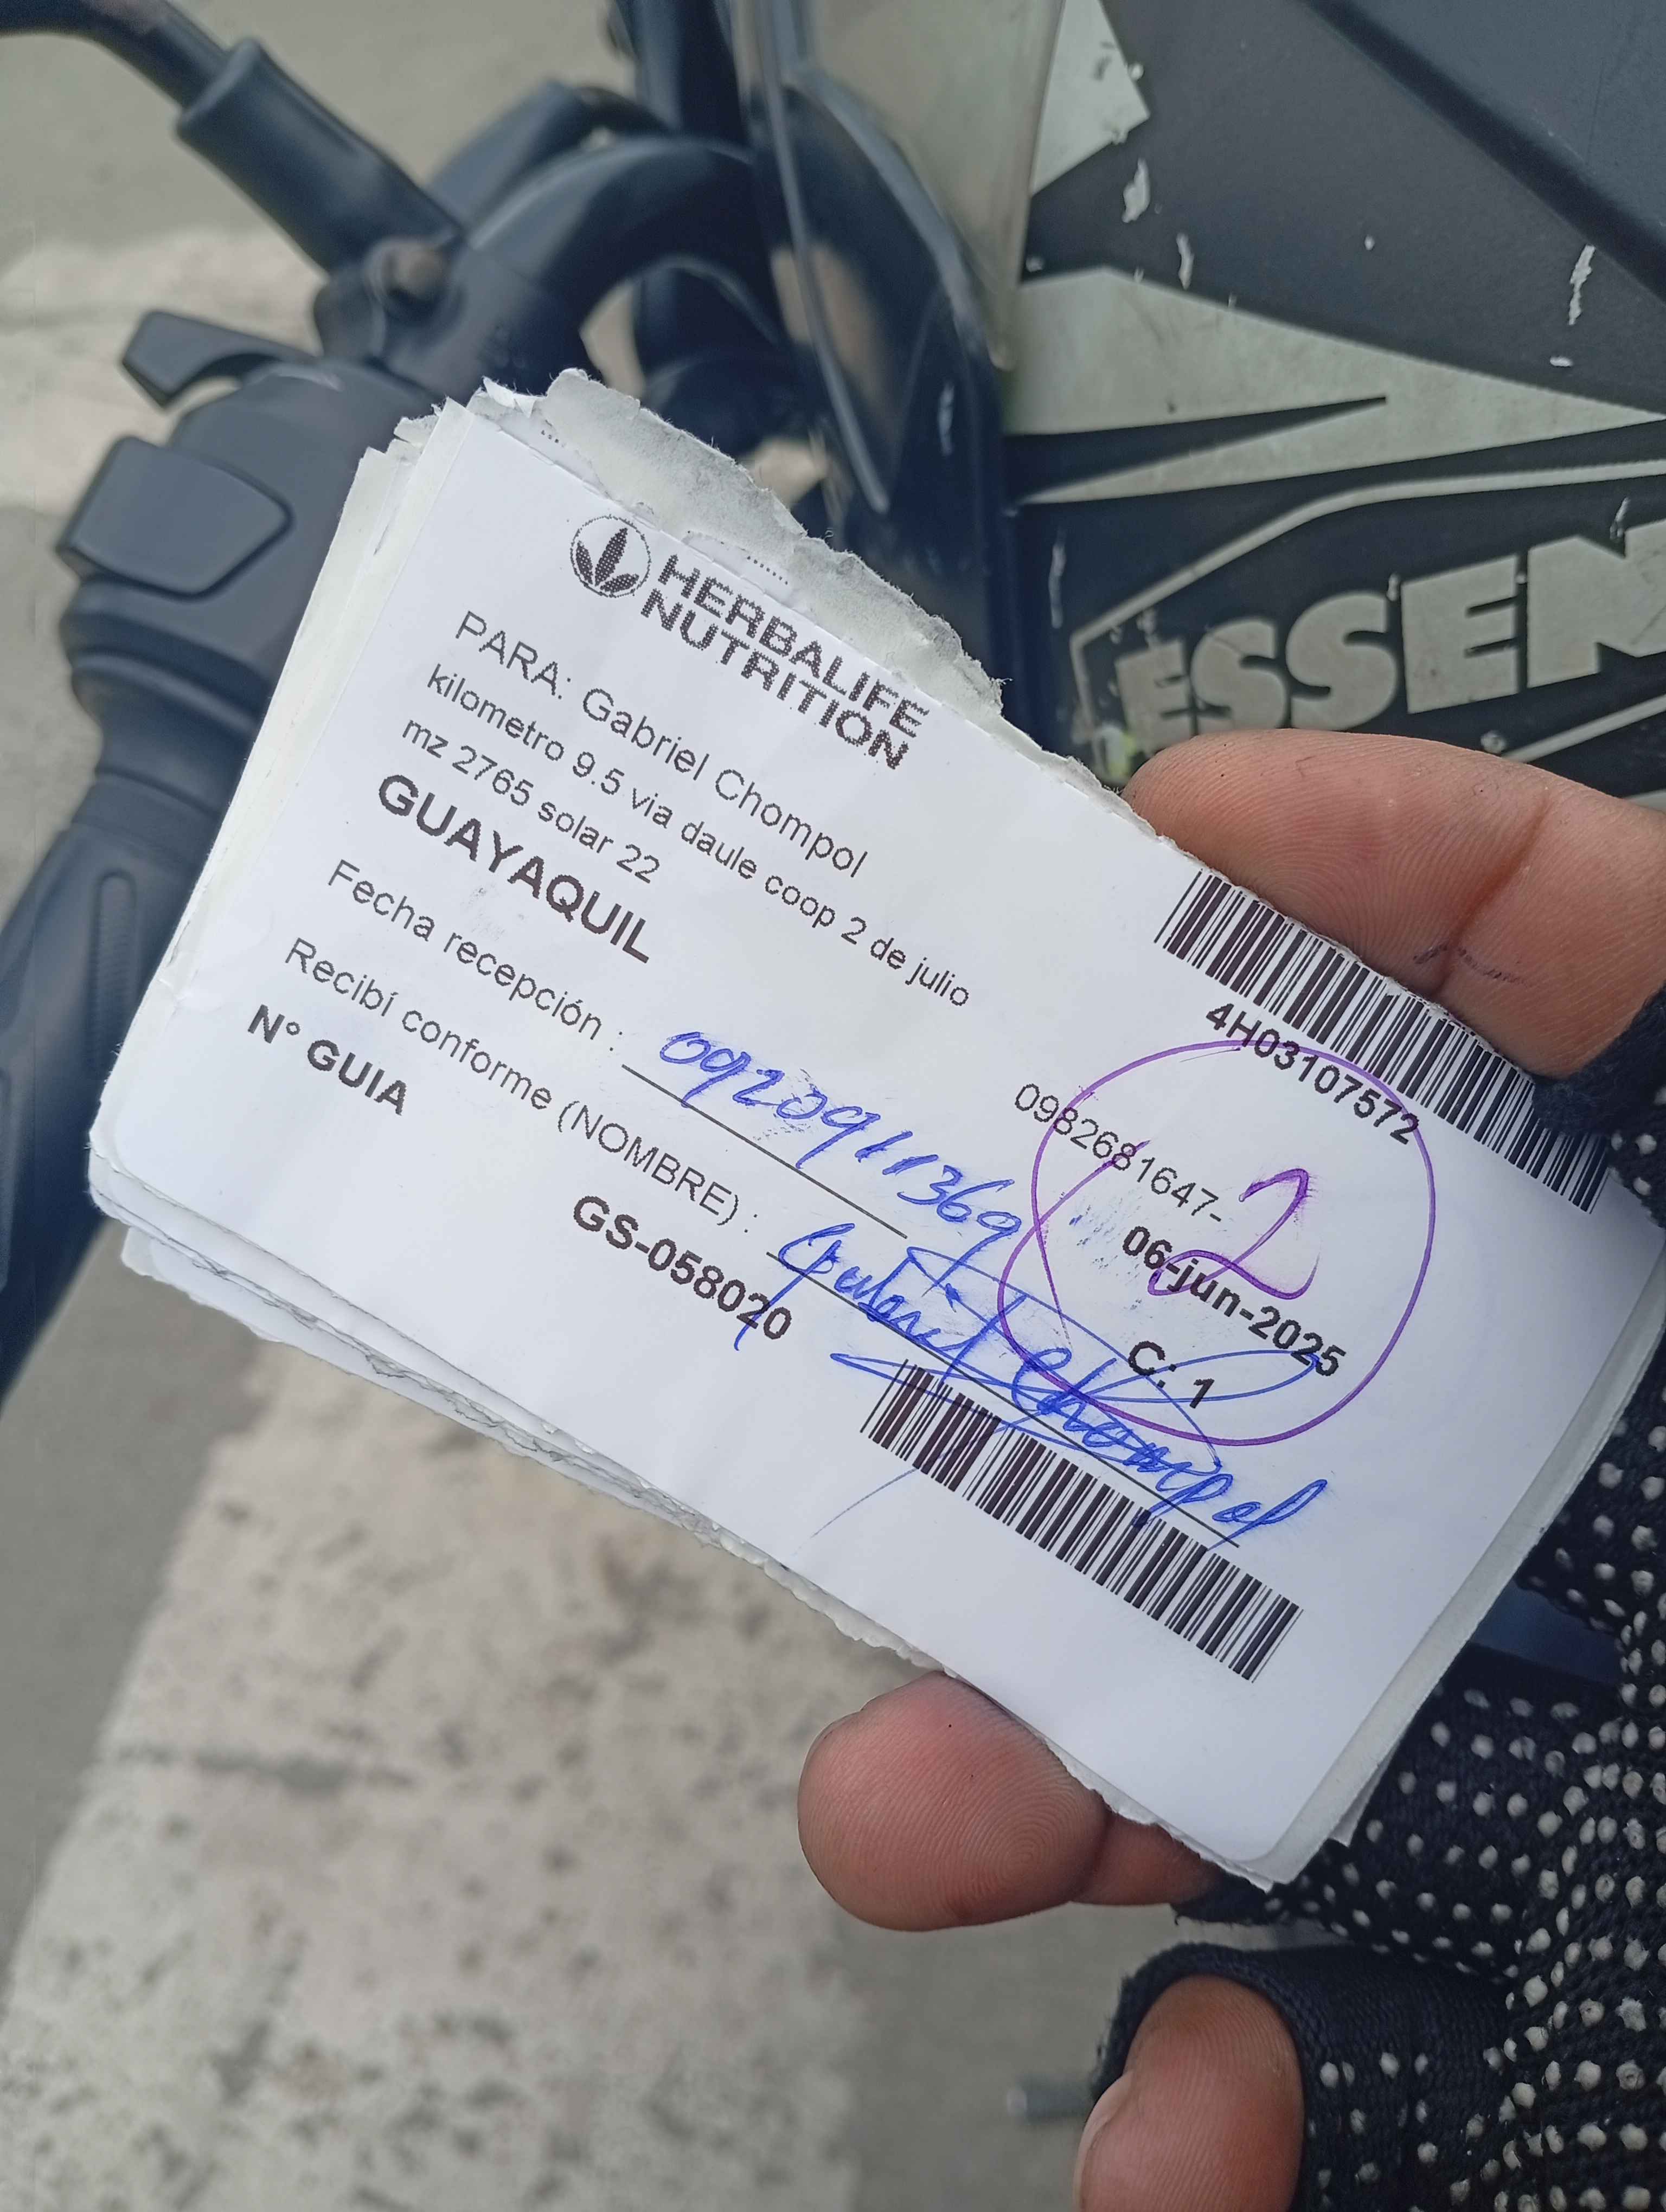 HERBALIFE
NUTRITION
PARA: Gabriel Chompol
kilometro 9.5 via daule coop 2 de julio
mz 2765 solar 22
GUAYAQUIL
4H03107572
0982681647-
06-jun-2025
C: 1
2
Fecha recepción : 0920911369
Recibí conforme (NOMBRE) : Gabriel Chompol
N° GUIA GS-058020
ESSEN